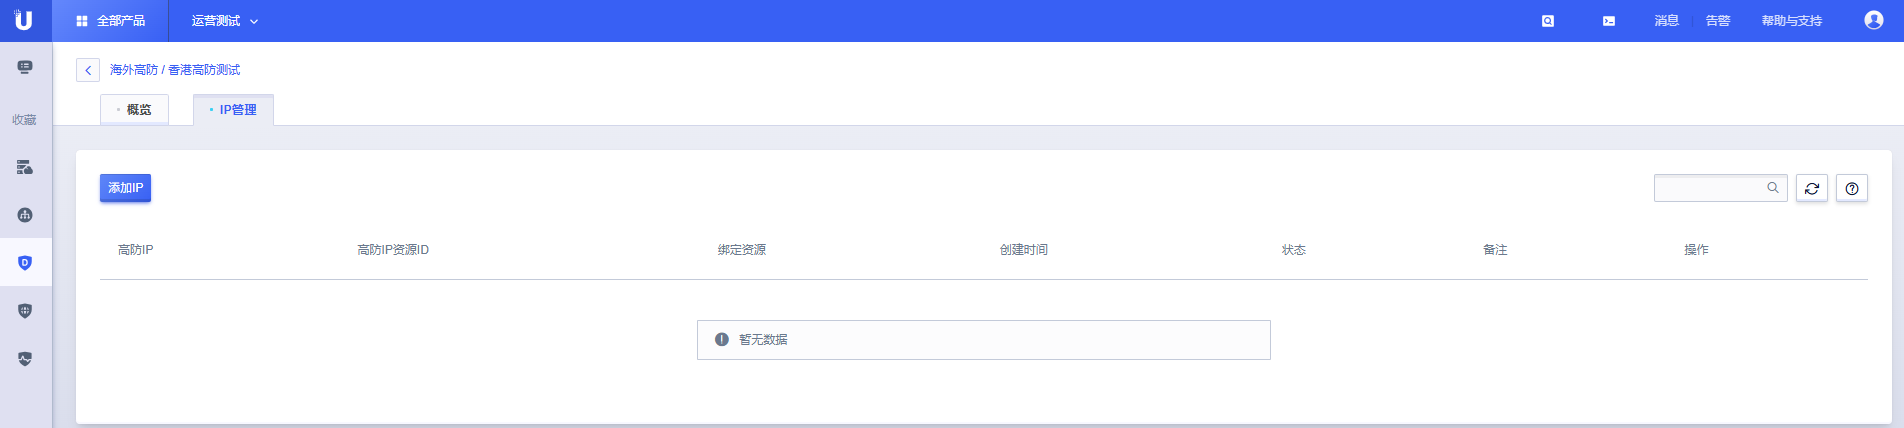 全部产品 运营测试 消息 告警 帮助与支持
海外高防 / 香港高防测试
收藏
概览 IP管理
添加IP
高防IP 高防IP资源ID 绑定资源 创建时间 状态 备注 操作
暂无数据